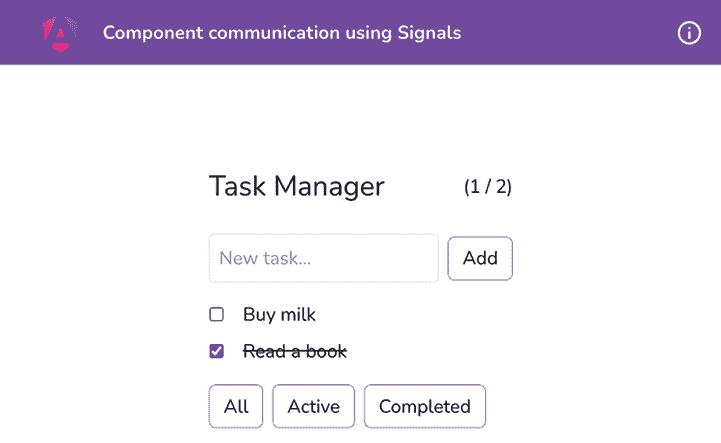 Component communication using Signals
Task Manager (1 / 2)
New task...
Add
Buy milk
Read a book
All Active Completed